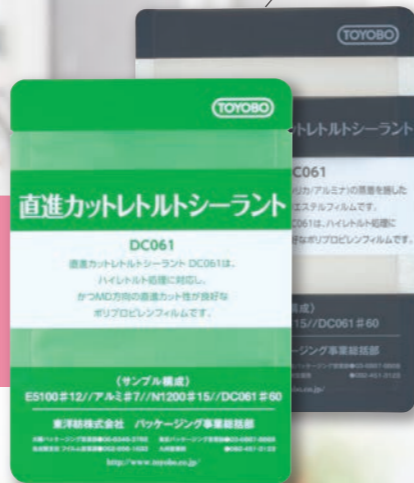 TOYOBO
直進カットレトルトシーラント
DC061
直進カットレトルトシーラント DC061は、
ハイレトルト処理に対応し、
かつMD方向の直進カット性が良好な
ポリプロピレンフィルムです。
〈サンプル構成〉
E5100#12//アルミ#7//N1200#15//DC061#60
東洋紡株式会社 パッケージング事業総括部
http://www.toyobo.co.jp/
TOYOBO
トレトルトシーラント
C061
リカ/アルミナ)の蒸着を施した
エステルフィルムです。
C061は、ハイレトルト処理に
好なポリプロピレンフィルムです。
構成〉
15//DC061#60
ージング事業総括部